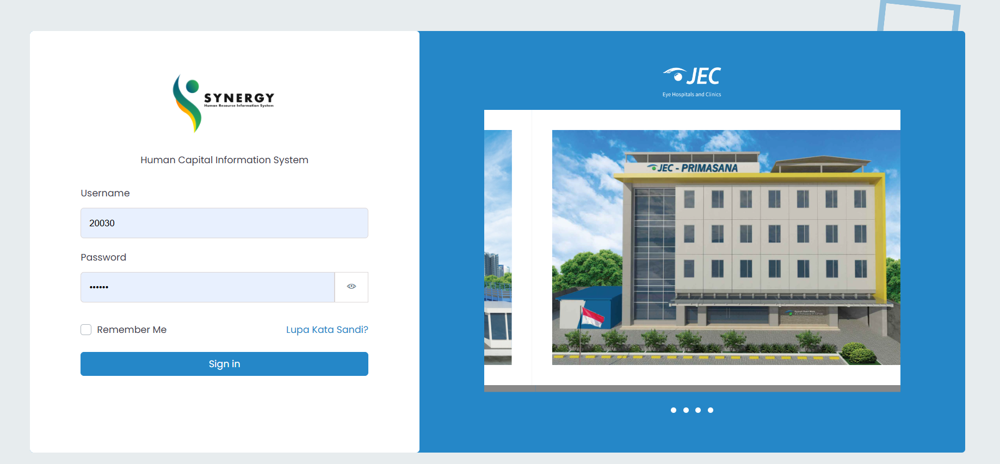 SYNERGY
Human Resource Information System
Human Capital Information System
Username
20030
Password
Remember Me
Lupa Kata Sandi?
Sign in
JEC
Eye Hospitals and Clinics
JEC - PRIMASANA